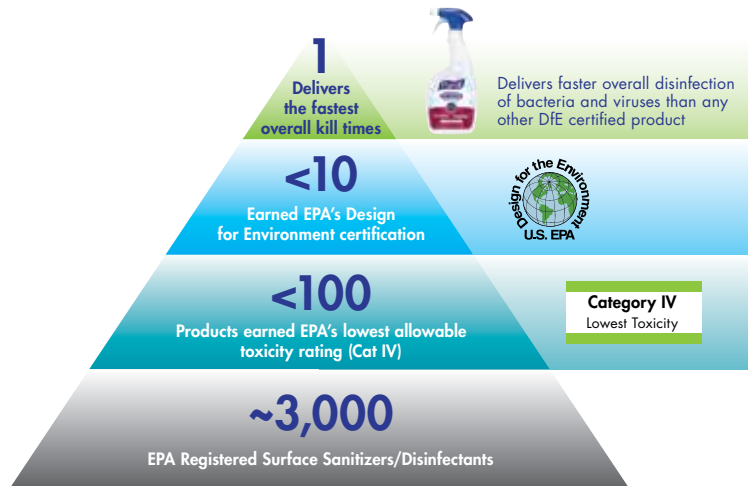 1
Delivers
the fastest
overall kill times
PURELL
Delivers faster overall disinfection
of bacteria and viruses than any
other DfE certified product
<10
Earned EPA's Design
for Environment certification
Design for the Environment
U.S. EPA
<100
Products earned EPA's lowest allowable
toxicity rating (Cat IV)
Category IV
Lowest Toxicity
~3,000
EPA Registered Surface Sanitizers/Disinfectants